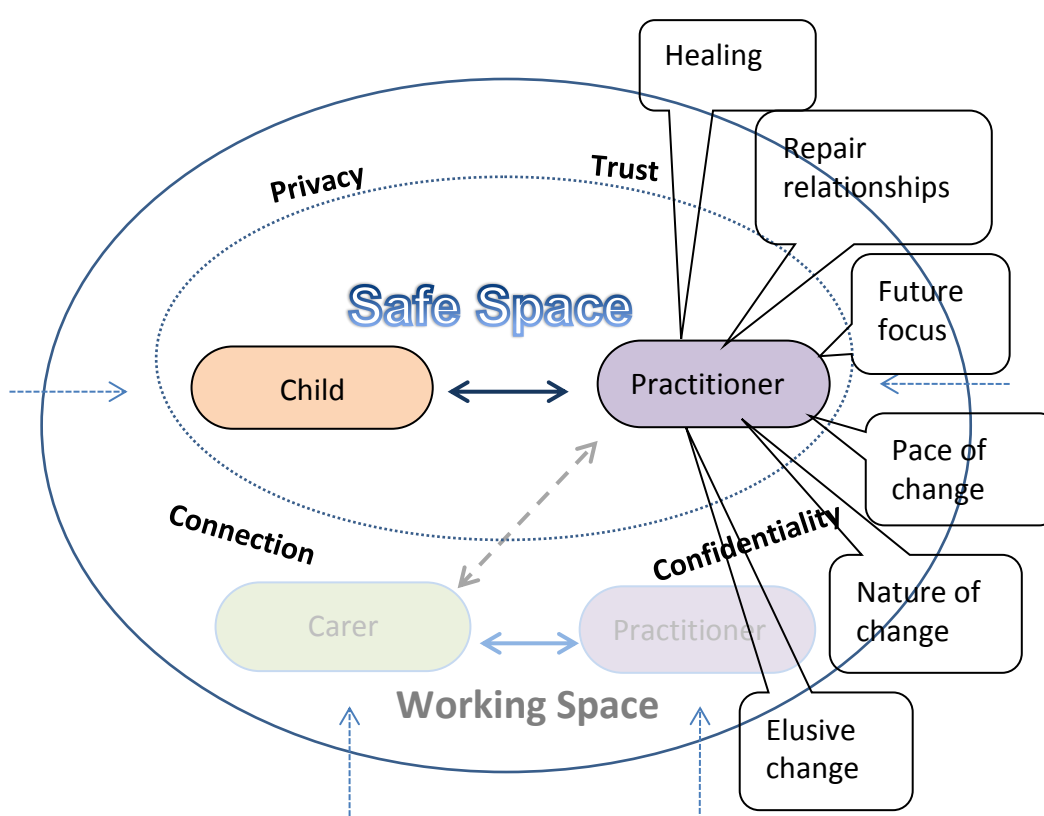 Healing
Repair
relationships
Privacy
Trust
Safe Space
Future
focus
Child
Practitioner
Pace of
change
Connection
Confidentiality
Carer
Practitioner
Nature of
change
Working Space
Elusive
change